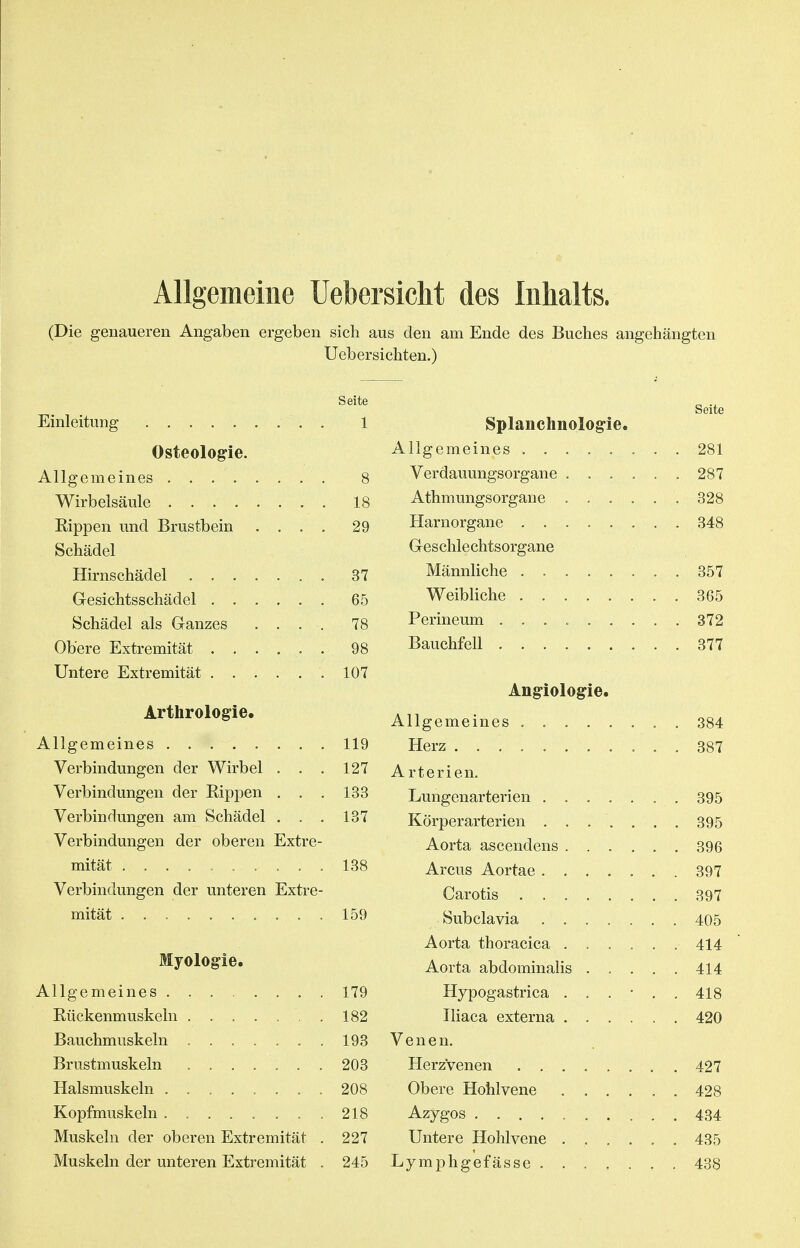 Allgemeine Uebersicht des Inhalts.
(Die genaueren Angaben ergeben sich aus den am Ende des Buches angehängten
Uebersichten.)
Seite
Einleitung . . . . . . . . . 1
Osteologie.
Allgemeines . . . . . . . . 8
Wirbelsäule . . . . . . . . 18
Rippen und Brustbein . . . . 29
Schädel
Hirnschädel . . . . . . . 37
Gesichtsschädel . . . . . . 65
Schädel als Ganzes . . . . 78
Obere Extremität . . . . . . 98
Untere Extremität . . . . . . 107
Arthrologie.
Allgemeines . . . . . . . . 119
Verbindungen der Wirbel . . . 127
Verbindungen der Rippen . . . 133
Verbindungen am Schädel . . . 137
Verbindungen der oberen Extre-
mität . . . . . . . . . . 138
Verbindungen der unteren Extre-
mität . . . . . . . . . . 159
Myologie.
Allgemeines . . . . . . . . 179
Rückenmuskeln . . . . . . . 182
Bauchmuskeln . . . . . . . 193
Brustmuskeln . . . . . . . 203
Halsmuskeln . . . . . . . . 208
Kopfmuskeln . . . . . . . . 218
Muskeln der oberen Extremität . 227
Muskeln der unteren Extremität . 245
Seite
Splanchnologie.
Allgemeines . . . . . . . . 281
Verdauungsorgane . . . . . . 287
Athmungsorgane . . . . . . 328
Harnorgane . . . . . . . . 348
Geschlechtsorgane
Männliche . . . . . . . . 357
Weibliche . . . . . . . . 365
Perineum . . . . . . . . . 372
Bauchfell . . . . . . . . . 377
Angiologie.
Allgemeines . . . . . . . . 384
Herz . . . . . . . . . . . 387
Arterien.
Lungenarterien . . . . . . . 395
Körperarterien . . . . . . . 395
Aorta ascendens . . . . . . 396
Arcus Aortae . . . . . . . 397
Carotis . . . . . . . . 397
Subclavia . . . . . . . 405
Aorta thoracica . . . . . . 414
Aorta abdominalis . . . . . 414
Hypogastrica . . . . . . 418
Iliaca externa . . . . . . 420
Venen.
Herzvenen . . . . . . . . 427
Obere Hohlvene . . . . . . 428
Azygos . . . . . . . . . . 434
Untere Hohlvene . . . . . . 435
Lymphgefässe . . . . . . . 438